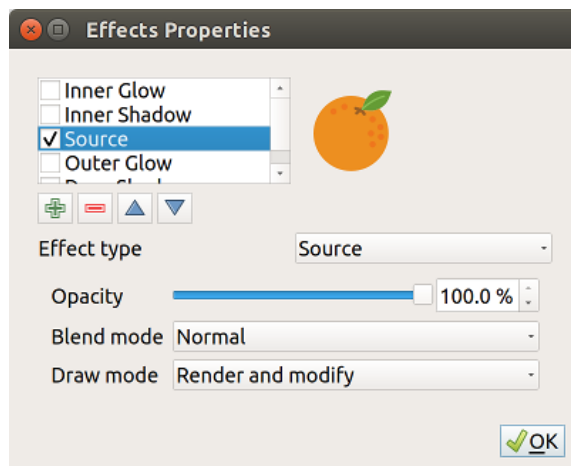 Effects Properties
Inner Glow
Inner Shadow
Source
Outer Glow
Effect type Source
Opacity 100.0 %
Blend mode Normal
Draw mode Render and modify
OK